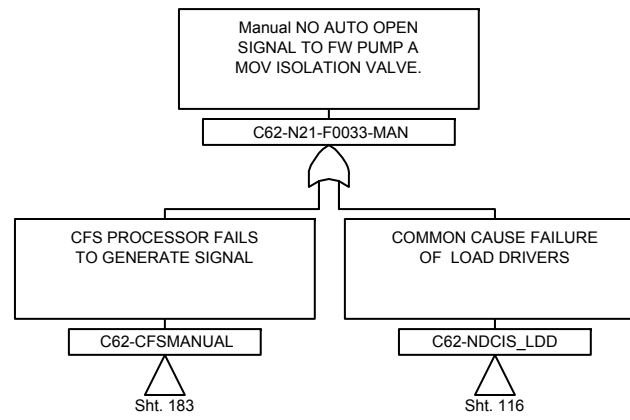 Manual NO AUTO OPEN
SIGNAL TO FW PUMP A
MOV ISOLATION VALVE.
C62-N21-F0033-MAN
CFS PROCESSOR FAILS
TO GENERATE SIGNAL
COMMON CAUSE FAILURE
OF LOAD DRIVERS
C62-CFSMANUAL
C62-NDCIS_LDD
Sht. 183
Sht. 116